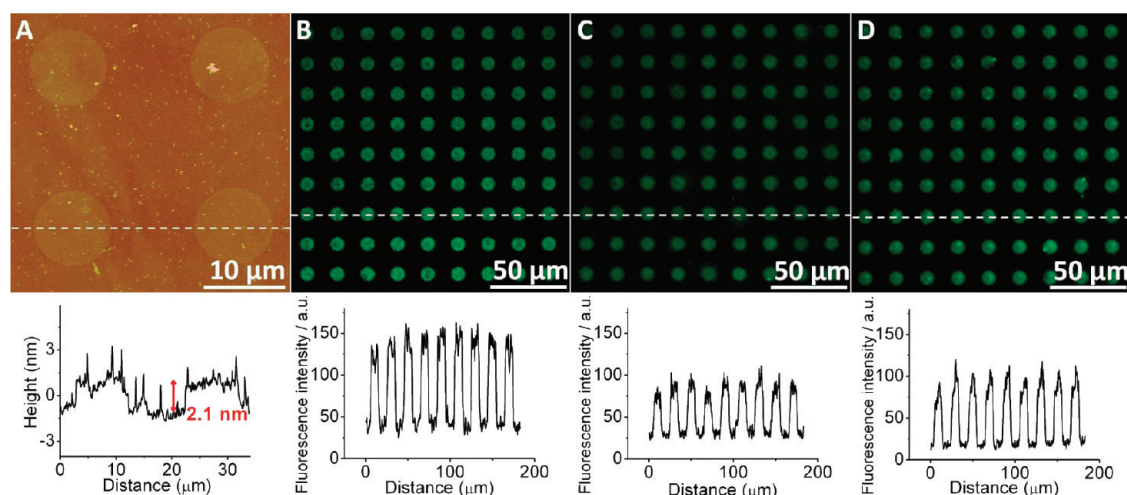 A
B
C
D
10 µm
50 µm
50 µm
50 µm
Height (nm)
3
0
-3
2.1 nm
0 10 20 30
Distance (µm)
Fluorescence intensity / a.u.
150
100
50
0
0 100 200
Distance (µm)
Fluorescence intensity / a.u.
150
100
50
0
0 100 200
Distance (µm)
Fluorescence intensity / a.u.
150
100
50
0
0 100 200
Distance (µm)